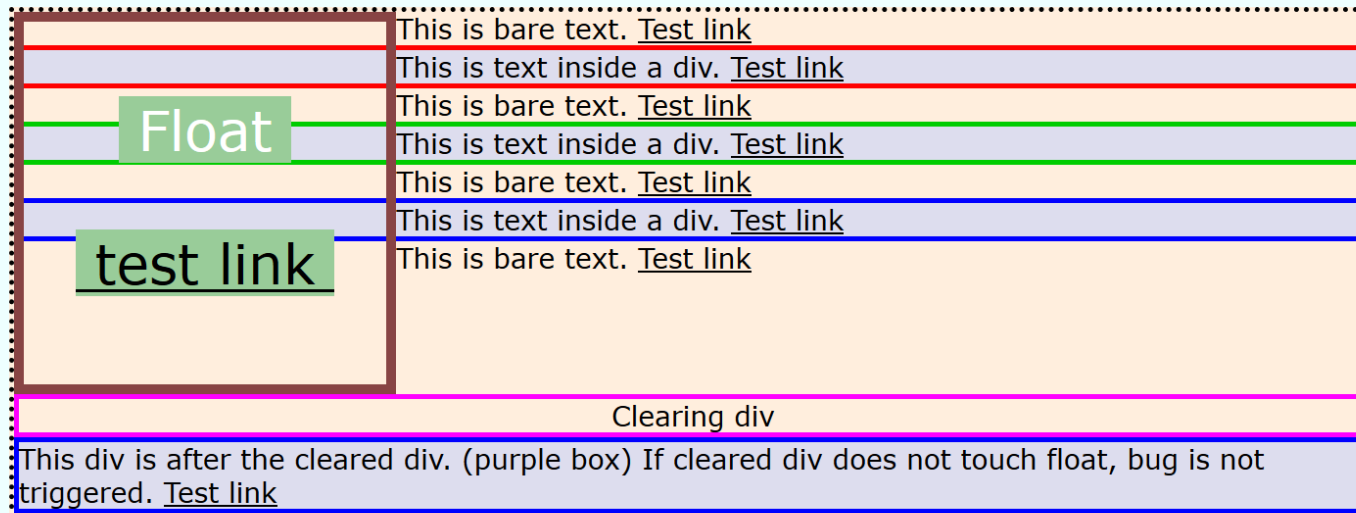 This is bare text. Test link
This is text inside a div. Test link
This is bare text. Test link
Float
This is text inside a div. Test link
This is bare text. Test link
This is text inside a div. Test link
test link
This is bare text. Test link
Clearing div
This div is after the cleared div. (purple box) If cleared div does not touch float, bug is not
triggered. Test link